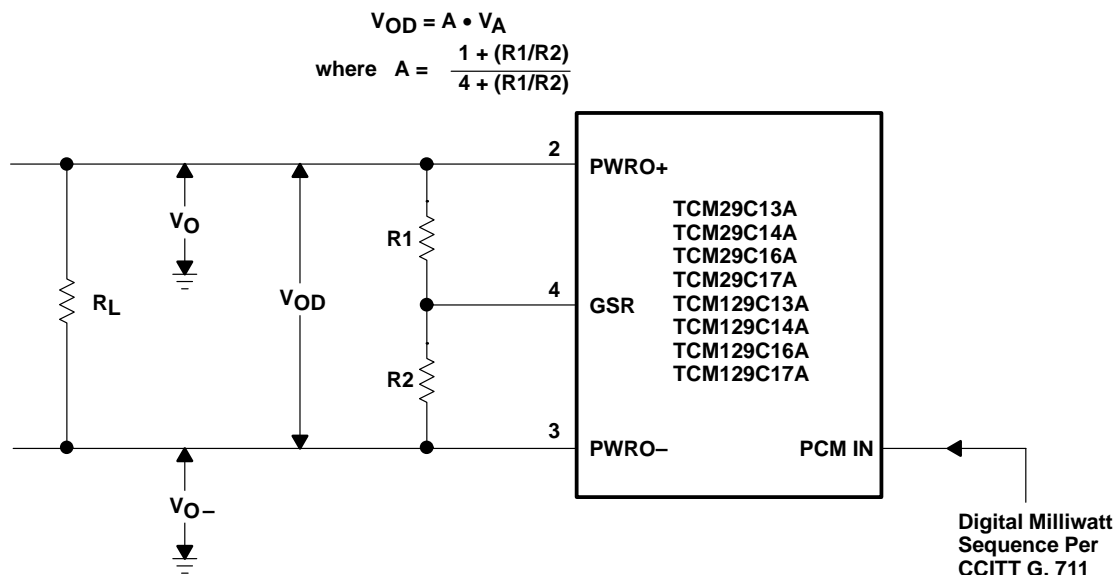 VOD = A • VA
where A = 1 + (R1/R2)
4 + (R1/R2)
2
PWRO+
TCM29C13A
TCM29C14A
TCM29C16A
TCM29C17A
TCM129C13A
TCM129C14A
TCM129C16A
TCM129C17A
VO
R1
RL
VOD
4
GSR
R2
3
PWRO–
PCM IN
VO–
Digital Milliwatt
Sequence Per
CCITT G. 711